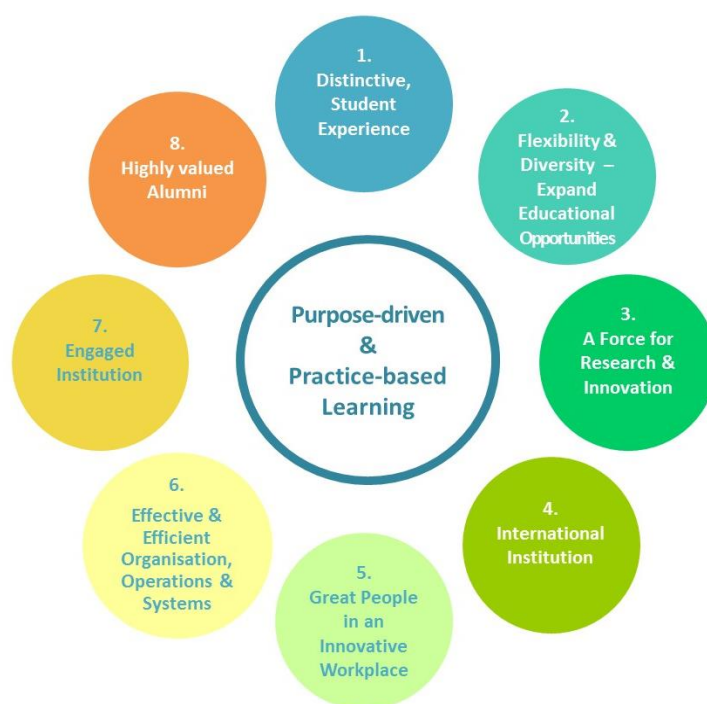 1.
Distinctive,
Student
Experience
2.
Flexibility &
Diversity –
Expand
Educational
Opportunities
3.
A Force for
Research &
Innovation
4.
International
Institution
5.
Great People
in an
Innovative
Workplace
6.
Effective &
Efficient
Organisation,
Operations &
Systems
7.
Engaged
Institution
8.
Highly valued
Alumni
Purpose-driven
&
Practice-based
Learning